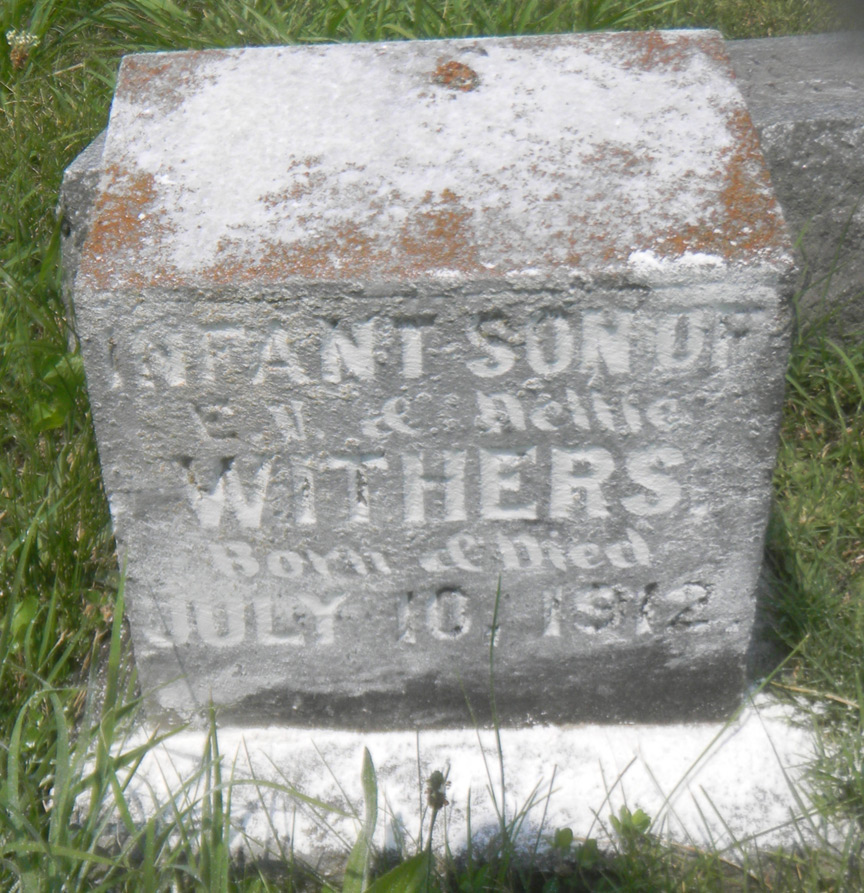 INFANT SON OF
E.V. & Nellie
WITHERS.
Born & Died
JULY 10, 1912.